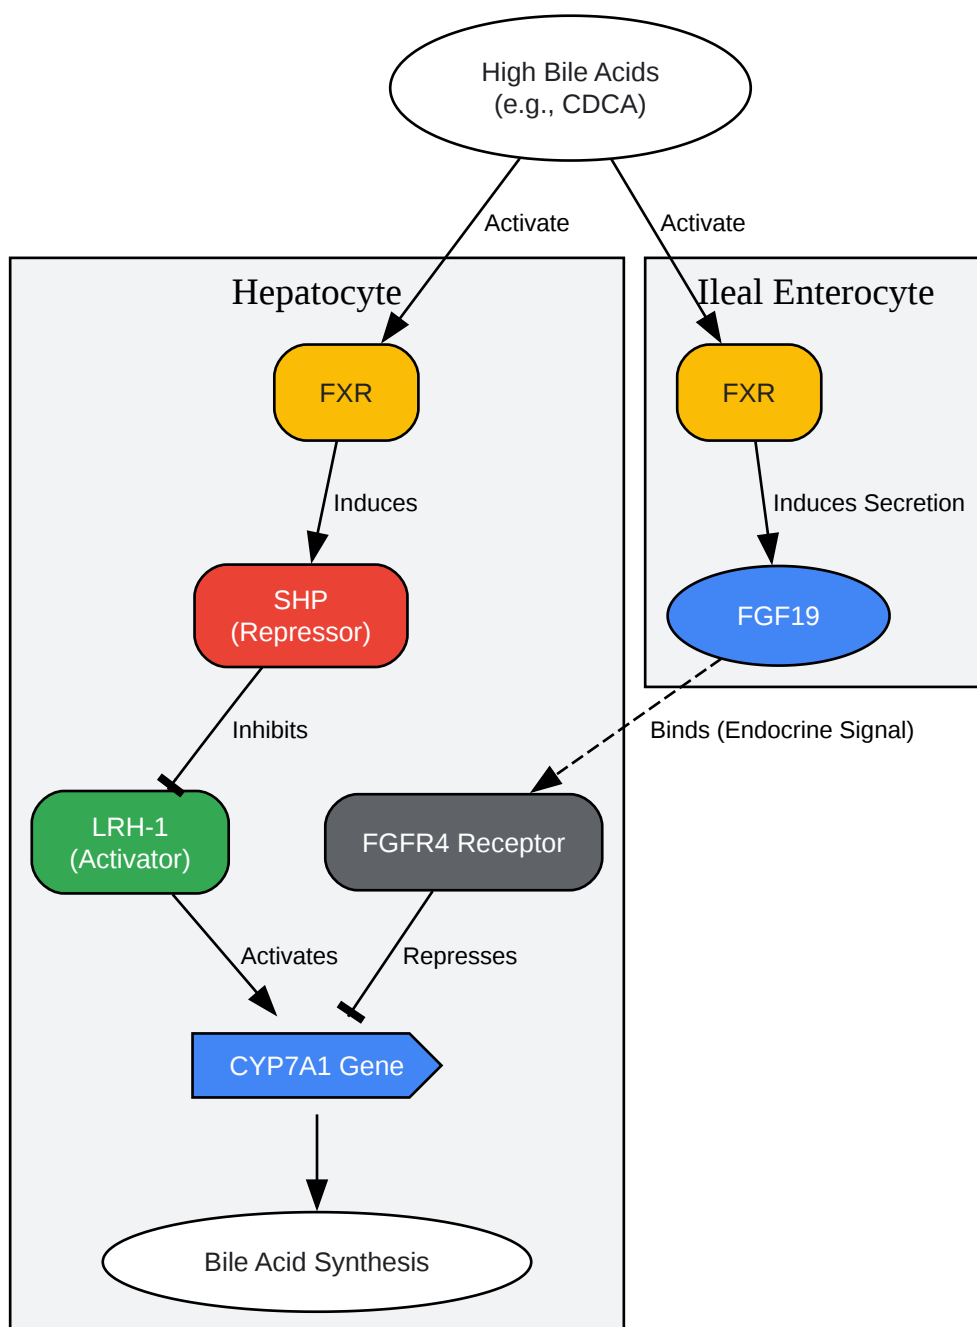 High Bile Acids
(e.g., CDCA)
Activate
Activate
Hepatocyte
Ileal Enterocyte
FXR
FXR
Induces
Induces Secretion
SHP
(Repressor)
FGF19
Inhibits
Binds (Endocrine Signal)
LRH-1
(Activator)
FGFR4 Receptor
Activates
Represses
CYP7A1 Gene
Bile Acid Synthesis